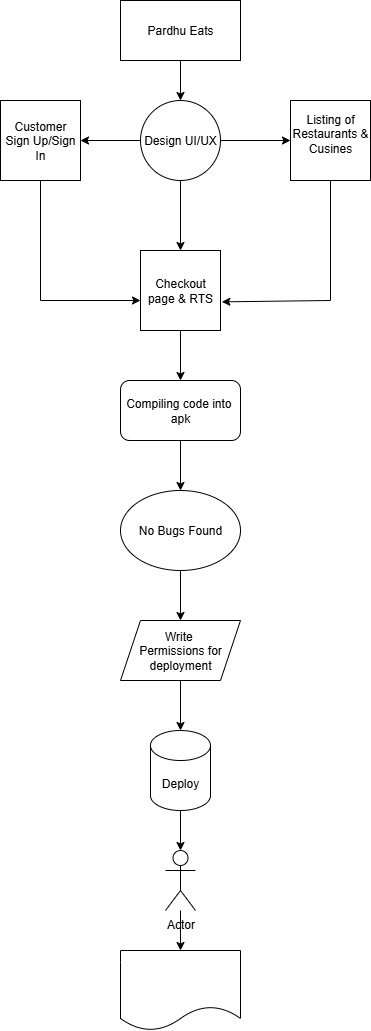 Pardhu Eats
Customer
Sign Up/Sign
In
Design UI/UX
Listing of
Restaurants &
Cusines
Checkout
page & RTS
Compiling code into
apk
No Bugs Found
Write
Permissions for
deployment
Deploy
Actor